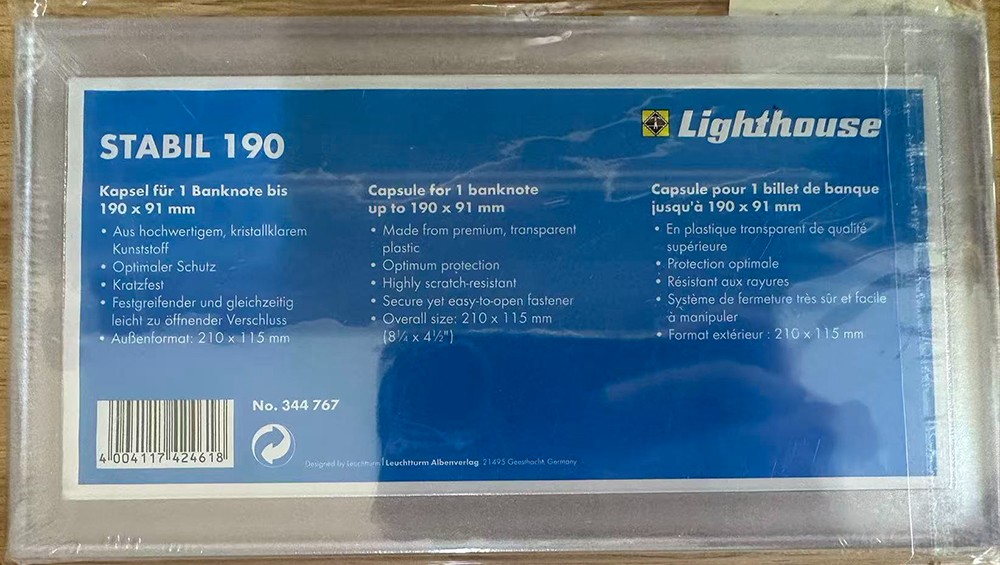 Lighthouse
STABIL 190
Kapsel für 1 Banknote bis
190 x 91 mm
• Aus hochwertigem, kristallklarem
Kunststoff
• Optimaler Schutz
• Kratzfest
• Festgreifender und gleichzeitig
leicht zu öffnender Verschluss
• Außenformat: 210 x 115 mm
Capsule for 1 banknote
up to 190 x 91 mm
• Made from premium, transparent
plastic
• Optimum protection
• Highly scratch-resistant
• Secure yet easy-to-open fastener
• Overall size: 210 x 115 mm
(8¼ x 4½")
Capsule pour 1 billet de banque
jusqu'à 190 x 91 mm
• En plastique transparent de qualité
supérieure
• Protection optimale
• Résistant aux rayures
• Système de fermeture très sûr et facile
à manipuler
• Format extérieur : 210 x 115 mm
No. 344 767
4 004117 424618
Designed by Leuchtturm | Leuchtturm Albenverlag 21495 Geesthacht Germany